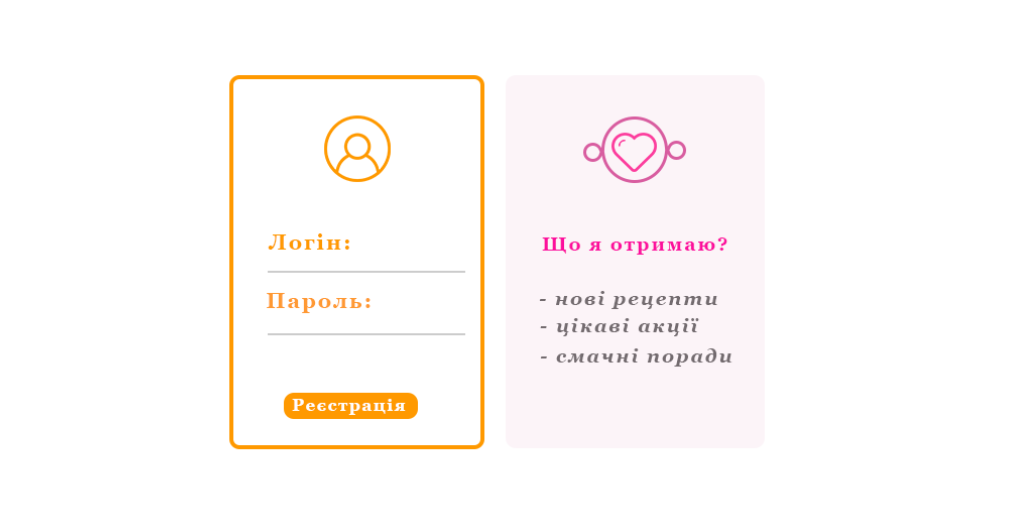 Логін:
Пароль:
Реєстрація
Що я отримаю?
- нові рецепти
- цікаві акції
- смачні поради